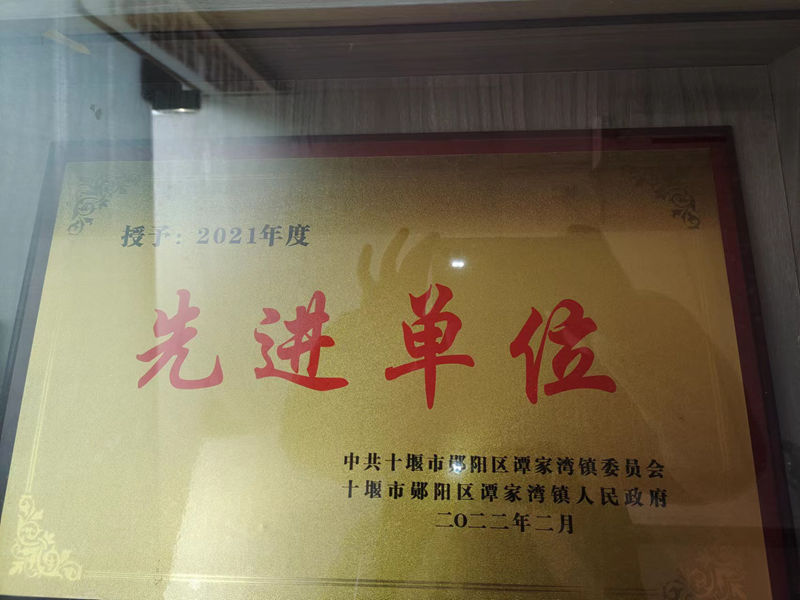 授予：2021年度
先进单位
中共十堰市郧阳区谭家湾镇委员会
十堰市郧阳区谭家湾镇人民政府
二〇二二年二月